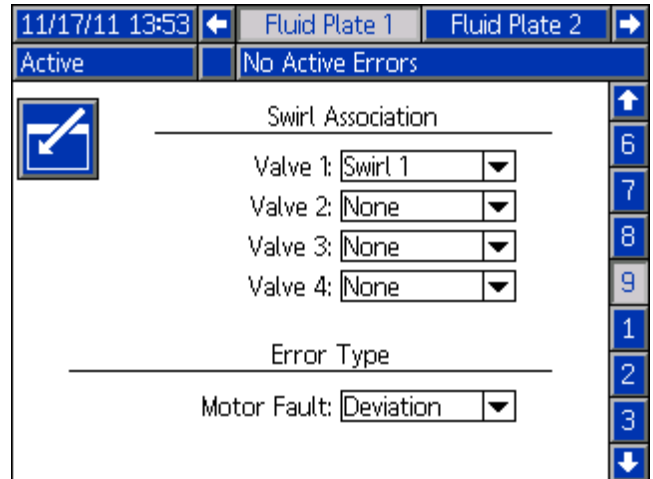 11/17/11 13:53 Fluid Plate 1 Fluid Plate 2
Active No Active Errors
Swirl Association
Valve 1: Swirl 1
Valve 2: None
Valve 3: None
Valve 4: None
Error Type
Motor Fault: Deviation
6
7
8
9
1
2
3